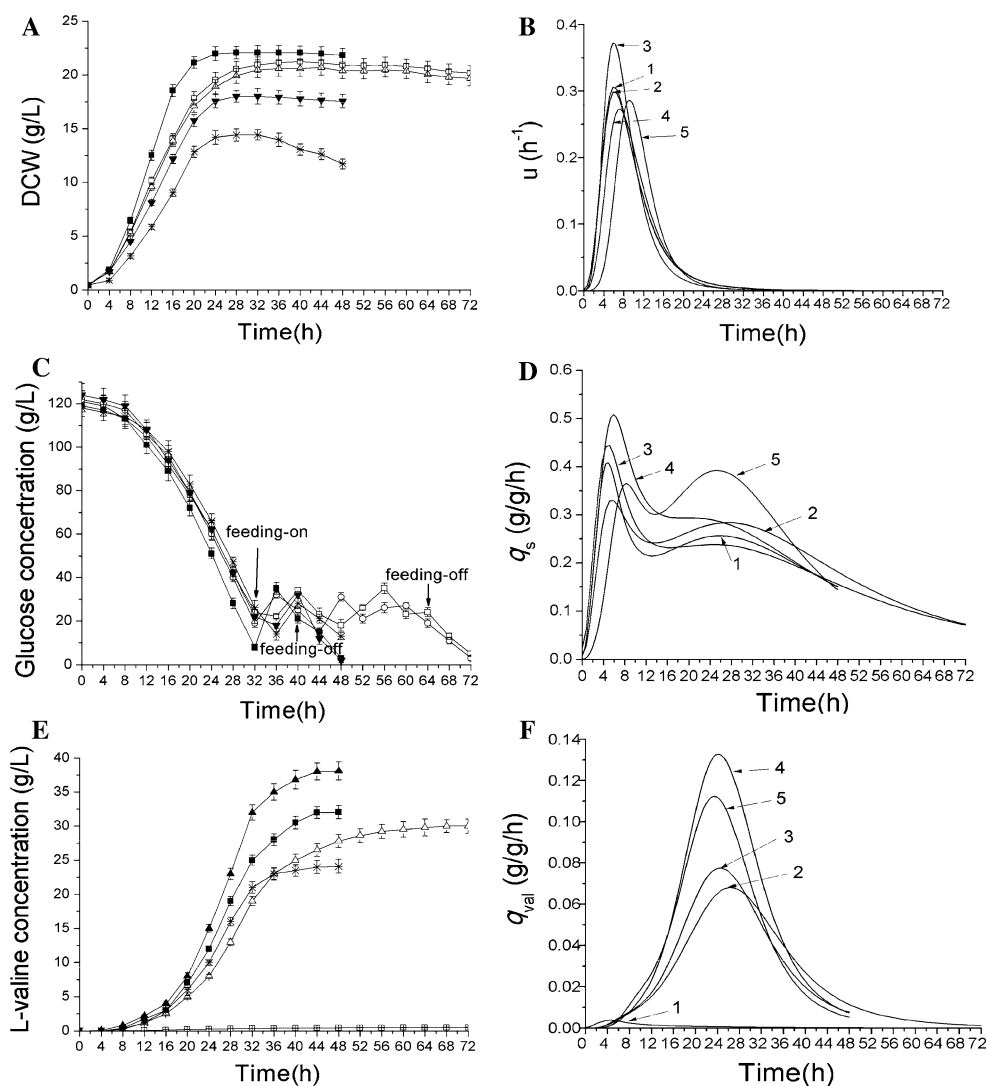 A
25
20
15
10
5
0
DCW (g/L)
0 4 8 12 16 20 24 28 32 36 40 44 48 52 56 60 64 68 72
Time(h)
B
0.4
0.3
0.2
0.1
0.0
u (h-1)
3
1
2
4
5
0 4 8 12 16 20 24 28 32 36 40 44 48 52 56 60 64 68 72
Time(h)
C
120
100
80
60
40
20
0
Glucose concentration (g/L)
feeding-on
feeding-off
feeding-off
0 4 8 12 16 20 24 28 32 36 40 44 48 52 56 60 64 68 72
Time(h)
D
0.6
0.5
0.4
0.3
0.2
0.1
0.0
qs (g/g/h)
3
4
5
2
1
0 4 8 12 16 20 24 28 32 36 40 44 48 52 56 60 64 68 72
Time(h)
E
40
35
30
25
20
15
10
5
0
L-valine concentration (g/L)
0 4 8 12 16 20 24 28 32 36 40 44 48 52 56 60 64 68 72
Time(h)
F
0.14
0.12
0.10
0.08
0.06
0.04
0.02
0.00
qval (g/g/h)
4
5
3
2
1
0 4 8 12 16 20 24 28 32 36 40 44 48 52 56 60 64 68 72
Time(h)